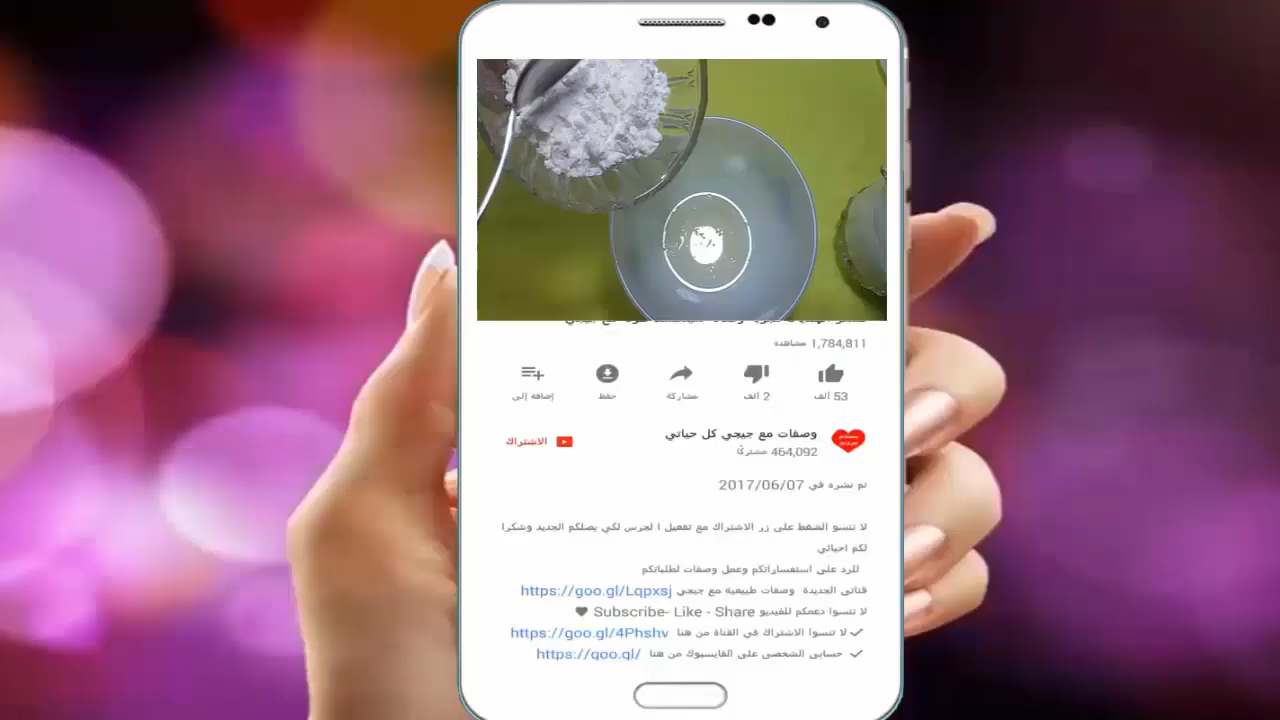 1,784,811 مشاهدة
53 ألف
2 ألف
مشاركة
حفظ
إضافة إلى
وصفات مع جيجي كل حياتي
464,092 مشتركًا
الاشتراك
تم نشره في 2017/06/07
لا تنسو الضغط على زر الاشتراك مع تفعيل ا لجرس لكي يصلكم الجديد وشكرا
لكم احبائي
للرد على استفساراتكم وعمل وصفات لطلباتكم
قناتي الجديدة وصفات طبيعية مع جيجي https://goo.gl/Lqpxsj
لا تنسوا دعمكم للفيديو Subscribe- Like - Share ♥
✓ لا تنسوا الاشتراك في القناة من هنا https://goo.gl/4Phshv
✓ حسابي الشخصي على الفايسبوك من هنا https://goo.gl/